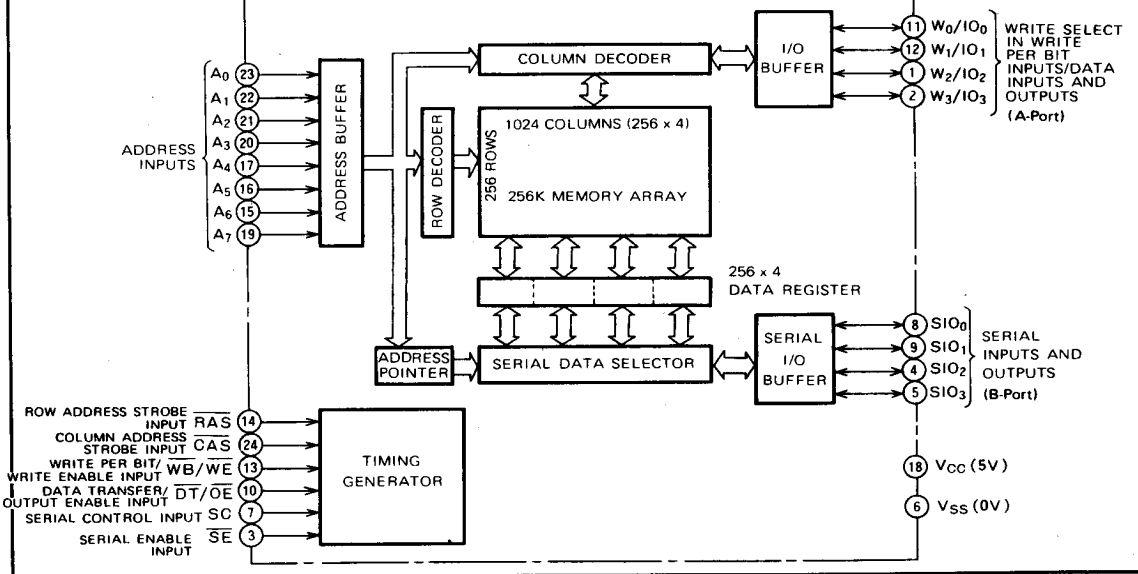 ADDRESS
INPUTS
A0 23
A1 22
A2 21
A3 20
A4 17
A5 16
A6 15
A7 19
ADDRESS BUFFER
ROW DECODER
COLUMN DECODER
1024 COLUMNS (256 x 4)
256 ROWS
256K MEMORY ARRAY
I/O
BUFFER
11 W0/IO0
12 W1/IO1
1 W2/IO2
2 W3/IO3
WRITE SELECT
IN WRITE
PER BIT
INPUTS/DATA
INPUTS AND
OUTPUTS
(A-Port)
256 x 4
DATA REGISTER
ADDRESS
POINTER
SERIAL DATA SELECTOR
SERIAL
I/O
BUFFER
8 SIO0
9 SIO1
4 SIO2
5 SIO3
SERIAL
INPUTS AND
OUTPUTS
(B-Port)
ROW ADDRESS STROBE
INPUT RAS 14
COLUMN ADDRESS
STROBE INPUT CAS 24
WRITE PER BIT/
WRITE ENABLE INPUT WB/WE 13
DATA TRANSFER/
OUTPUT ENABLE INPUT DT/OE 10
SERIAL CONTROL INPUT SC 7
SERIAL ENABLE
INPUT SE 3
TIMING
GENERATOR
18 VCC (5V)
6 VSS (0V)